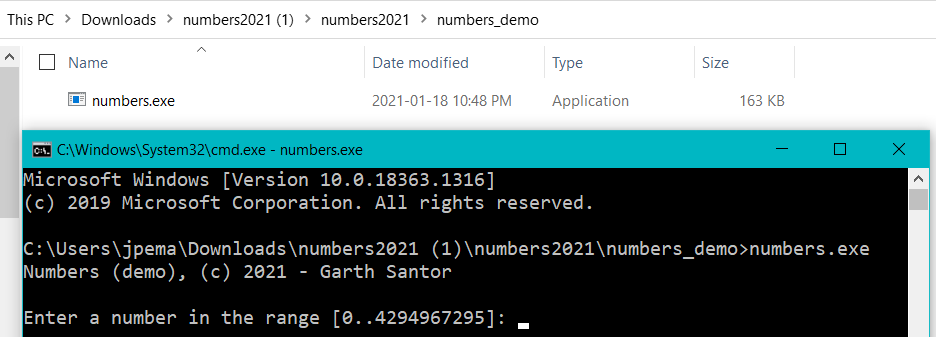 This PC > Downloads > numbers2021 (1) > numbers2021 > numbers_demo
Name Date modified Type Size
numbers.exe 2021-01-18 10:48 PM Application 163 KB
C:\Windows\System32\cmd.exe - numbers.exe
Microsoft Windows [Version 10.0.18363.1316]
(c) 2019 Microsoft Corporation. All rights reserved.
C:\Users\jpema\Downloads\numbers2021 (1)\numbers2021\numbers_demo>numbers.exe
Numbers (demo), (c) 2021 - Garth Santor
Enter a number in the range [0..4294967295]: